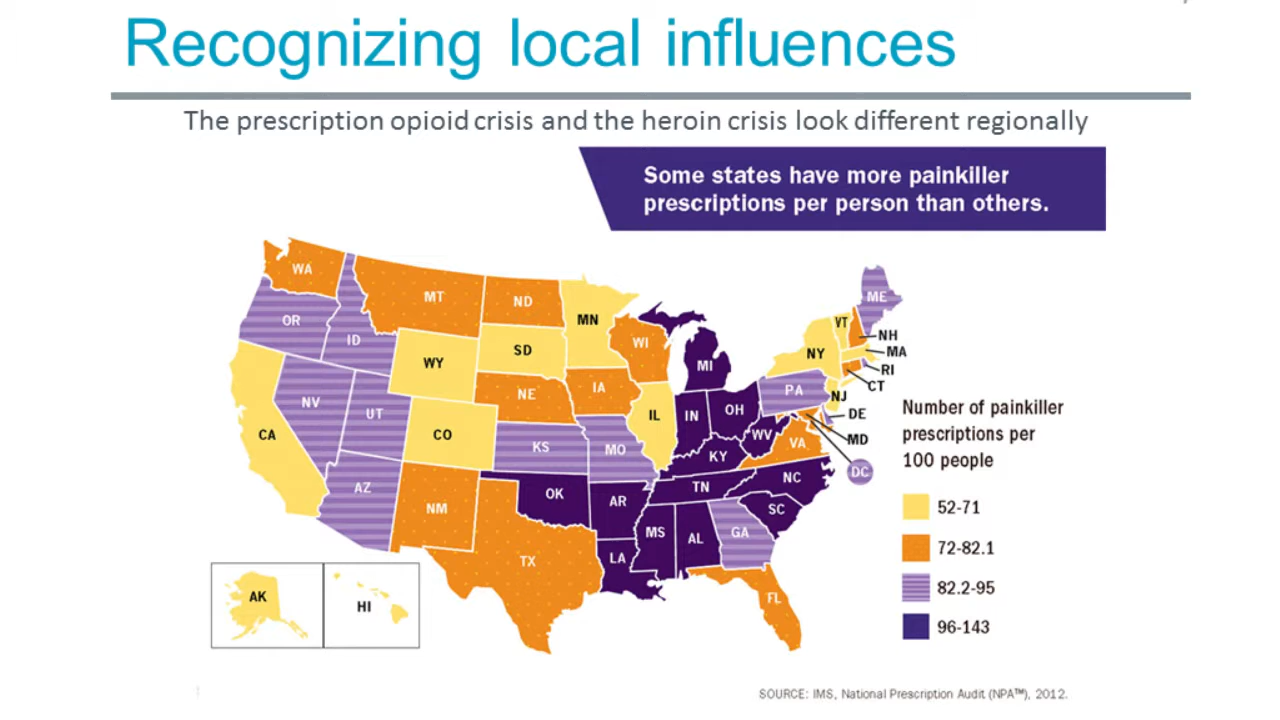 Recognizing local influences
The prescription opioid crisis and the heroin crisis look different regionally
Some states have more painkiller
prescriptions per person than others.
WA
MT
ND
MN
ME
OR
ID
WY
SD
WI
MI
NY
VT
NH
MA
RI
CT
NV
UT
CO
NE
IA
IL
IN
OH
PA
NJ
DE
MD
DC
CA
AZ
NM
KS
MO
KY
WV
VA
OK
AR
TN
NC
SC
TX
LA
MS
AL
GA
FL
AK
HI
Number of painkiller
prescriptions per
100 people
52-71
72-82.1
82.2-95
96-143
SOURCE: IMS, National Prescription Audit (NPA™), 2012.